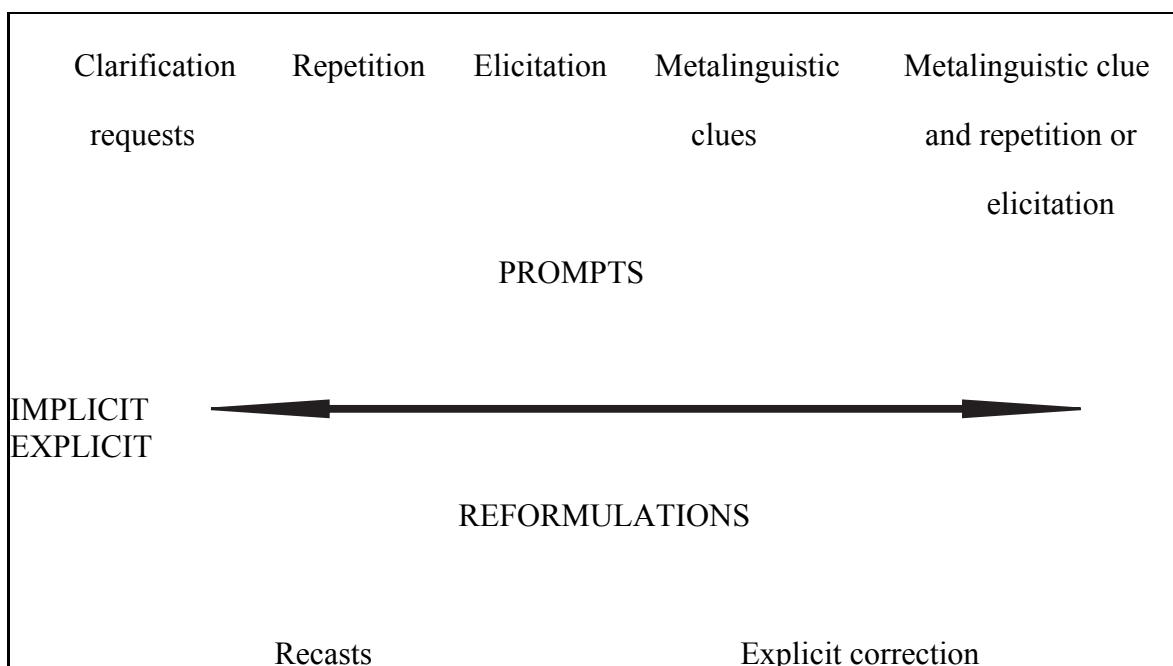 Clarification Repetition Elicitation Metalinguistic Metalinguistic clue
requests clues and repetition or
elicitation
PROMPTS
IMPLICIT
EXPLICIT
REFORMULATIONS
Recasts Explicit correction